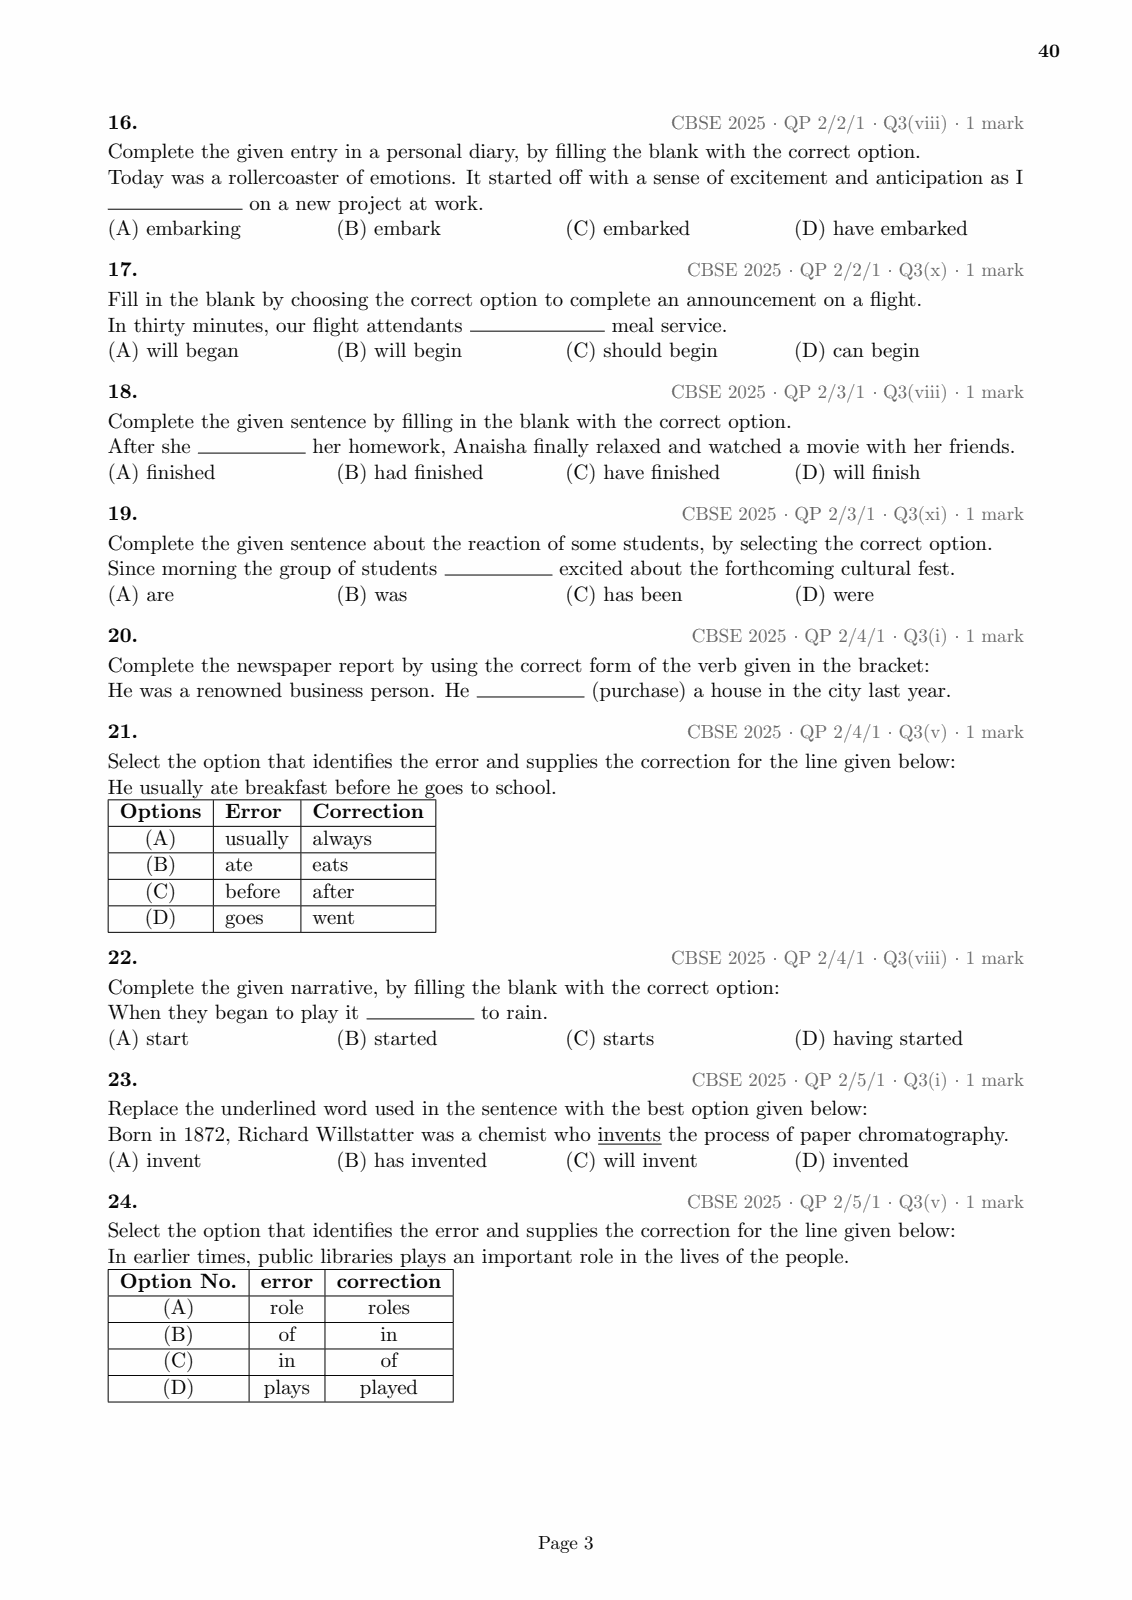 40
16. CBSE 2025 · QP 2/2/1 · Q3(viii) · 1 mark
Complete the given entry in a personal diary, by filling the blank with the correct option.
Today was a rollercoaster of emotions. It started off with a sense of excitement and anticipation as I
____________ on a new project at work.
(A) embarking (B) embark (C) embarked (D) have embarked
17. CBSE 2025 · QP 2/2/1 · Q3(x) · 1 mark
Fill in the blank by choosing the correct option to complete an announcement on a flight.
In thirty minutes, our flight attendants ____________ meal service.
(A) will began (B) will begin (C) should begin (D) can begin
18. CBSE 2025 · QP 2/3/1 · Q3(viii) · 1 mark
Complete the given sentence by filling in the blank with the correct option.
After she __________ her homework, Anaisha finally relaxed and watched a movie with her friends.
(A) finished (B) had finished (C) have finished (D) will finish
19. CBSE 2025 · QP 2/3/1 · Q3(xi) · 1 mark
Complete the given sentence about the reaction of some students, by selecting the correct option.
Since morning the group of students __________ excited about the forthcoming cultural fest.
(A) are (B) was (C) has been (D) were
20. CBSE 2025 · QP 2/4/1 · Q3(i) · 1 mark
Complete the newspaper report by using the correct form of the verb given in the bracket:
He was a renowned business person. He __________ (purchase) a house in the city last year.
21. CBSE 2025 · QP 2/4/1 · Q3(v) · 1 mark
Select the option that identifies the error and supplies the correction for the line given below:
He usually ate breakfast before he goes to school.
Options Error Correction
(A) usually always
(B) ate eats
(C) before after
(D) goes went
22. CBSE 2025 · QP 2/4/1 · Q3(viii) · 1 mark
Complete the given narrative, by filling the blank with the correct option:
When they began to play it __________ to rain.
(A) start (B) started (C) starts (D) having started
23. CBSE 2025 · QP 2/5/1 · Q3(i) · 1 mark
Replace the underlined word used in the sentence with the best option given below:
Born in 1872, Richard Willstatter was a chemist who invents the process of paper chromatography.
(A) invent (B) has invented (C) will invent (D) invented
24. CBSE 2025 · QP 2/5/1 · Q3(v) · 1 mark
Select the option that identifies the error and supplies the correction for the line given below:
In earlier times, public libraries plays an important role in the lives of the people.
Option No. error correction
(A) role roles
(B) of in
(C) in of
(D) plays played
Page 3